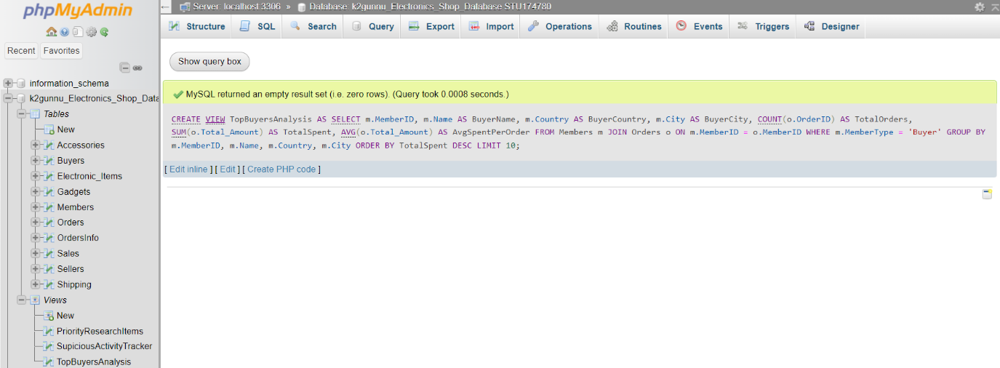 phpMyAdmin
Recent Favorites
information_schema
k2gunnu_Electronics_Shop_Data
Tables
New
Accessories
Buyers
Electronic_Items
Gadgets
Members
Orders
OrdersInfo
Sales
Sellers
Shipping
Views
New
PriorityResearchItems
SupiciousActivityTracker
TopBuyersAnalysis
Server: localhost 3306 » Database: k2gunnu_Electronics_Shop_Database STU174780
Structure SQL Search Query Export Import Operations Routines Events Triggers Designer
Show query box
MySQL returned an empty result set (i.e. zero rows). (Query took 0.0008 seconds.)
CREATE VIEW TopBuyersAnalysis AS SELECT m.MemberID, m.Name AS BuyerName, m.Country AS BuyerCountry, m.City AS BuyerCity, COUNT(o.OrderID) AS TotalOrders,
SUM(o.Total_Amount) AS TotalSpent, AVG(o.Total_Amount) AS AvgSpentPerOrder FROM Members m JOIN Orders o ON m.MemberID = o.MemberID WHERE m.MemberType = 'Buyer' GROUP BY
m.MemberID, m.Name, m.Country, m.City ORDER BY TotalSpent DESC LIMIT 10;
[ Edit inline ] [ Edit ] [ Create PHP code ]